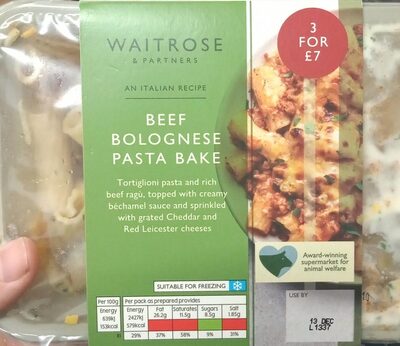 WAITROSE
& PARTNERS
AN ITALIAN RECIPE
BEEF
BOLOGNESE
PASTA BAKE
Tortiglioni pasta and rich
beef ragù, topped with creamy
béchamel sauce and sprinkled
with grated Cheddar and
Red Leicester cheeses
3
FOR
£7
Award-winning
supermarket for
animal welfare
SUITABLE FOR FREEZING
Per 100g Per pack as prepared provides
Energy Energy Fat Saturates Sugars Salt
639kJ 2427kJ 26.2g 11.5g 8.3g 1.85g
153kcal 579kcal
RI 29% 37% 58% 9% 31%
USE BY
13 DEC
L1337